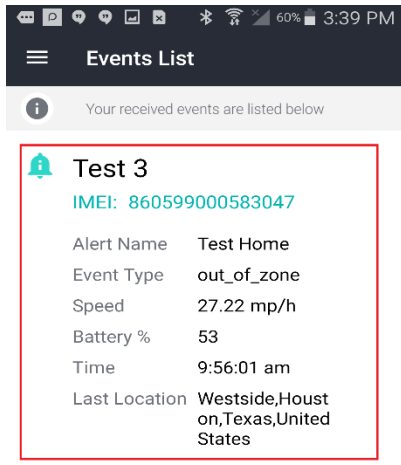 60% 3:39 PM
Events List
Your received events are listed below
Test 3
IMEI: 860599000583047
Alert Name Test Home
Event Type out_of_zone
Speed 27.22 mp/h
Battery % 53
Time 9:56:01 am
Last Location Westside,Houst
on,Texas,United
States